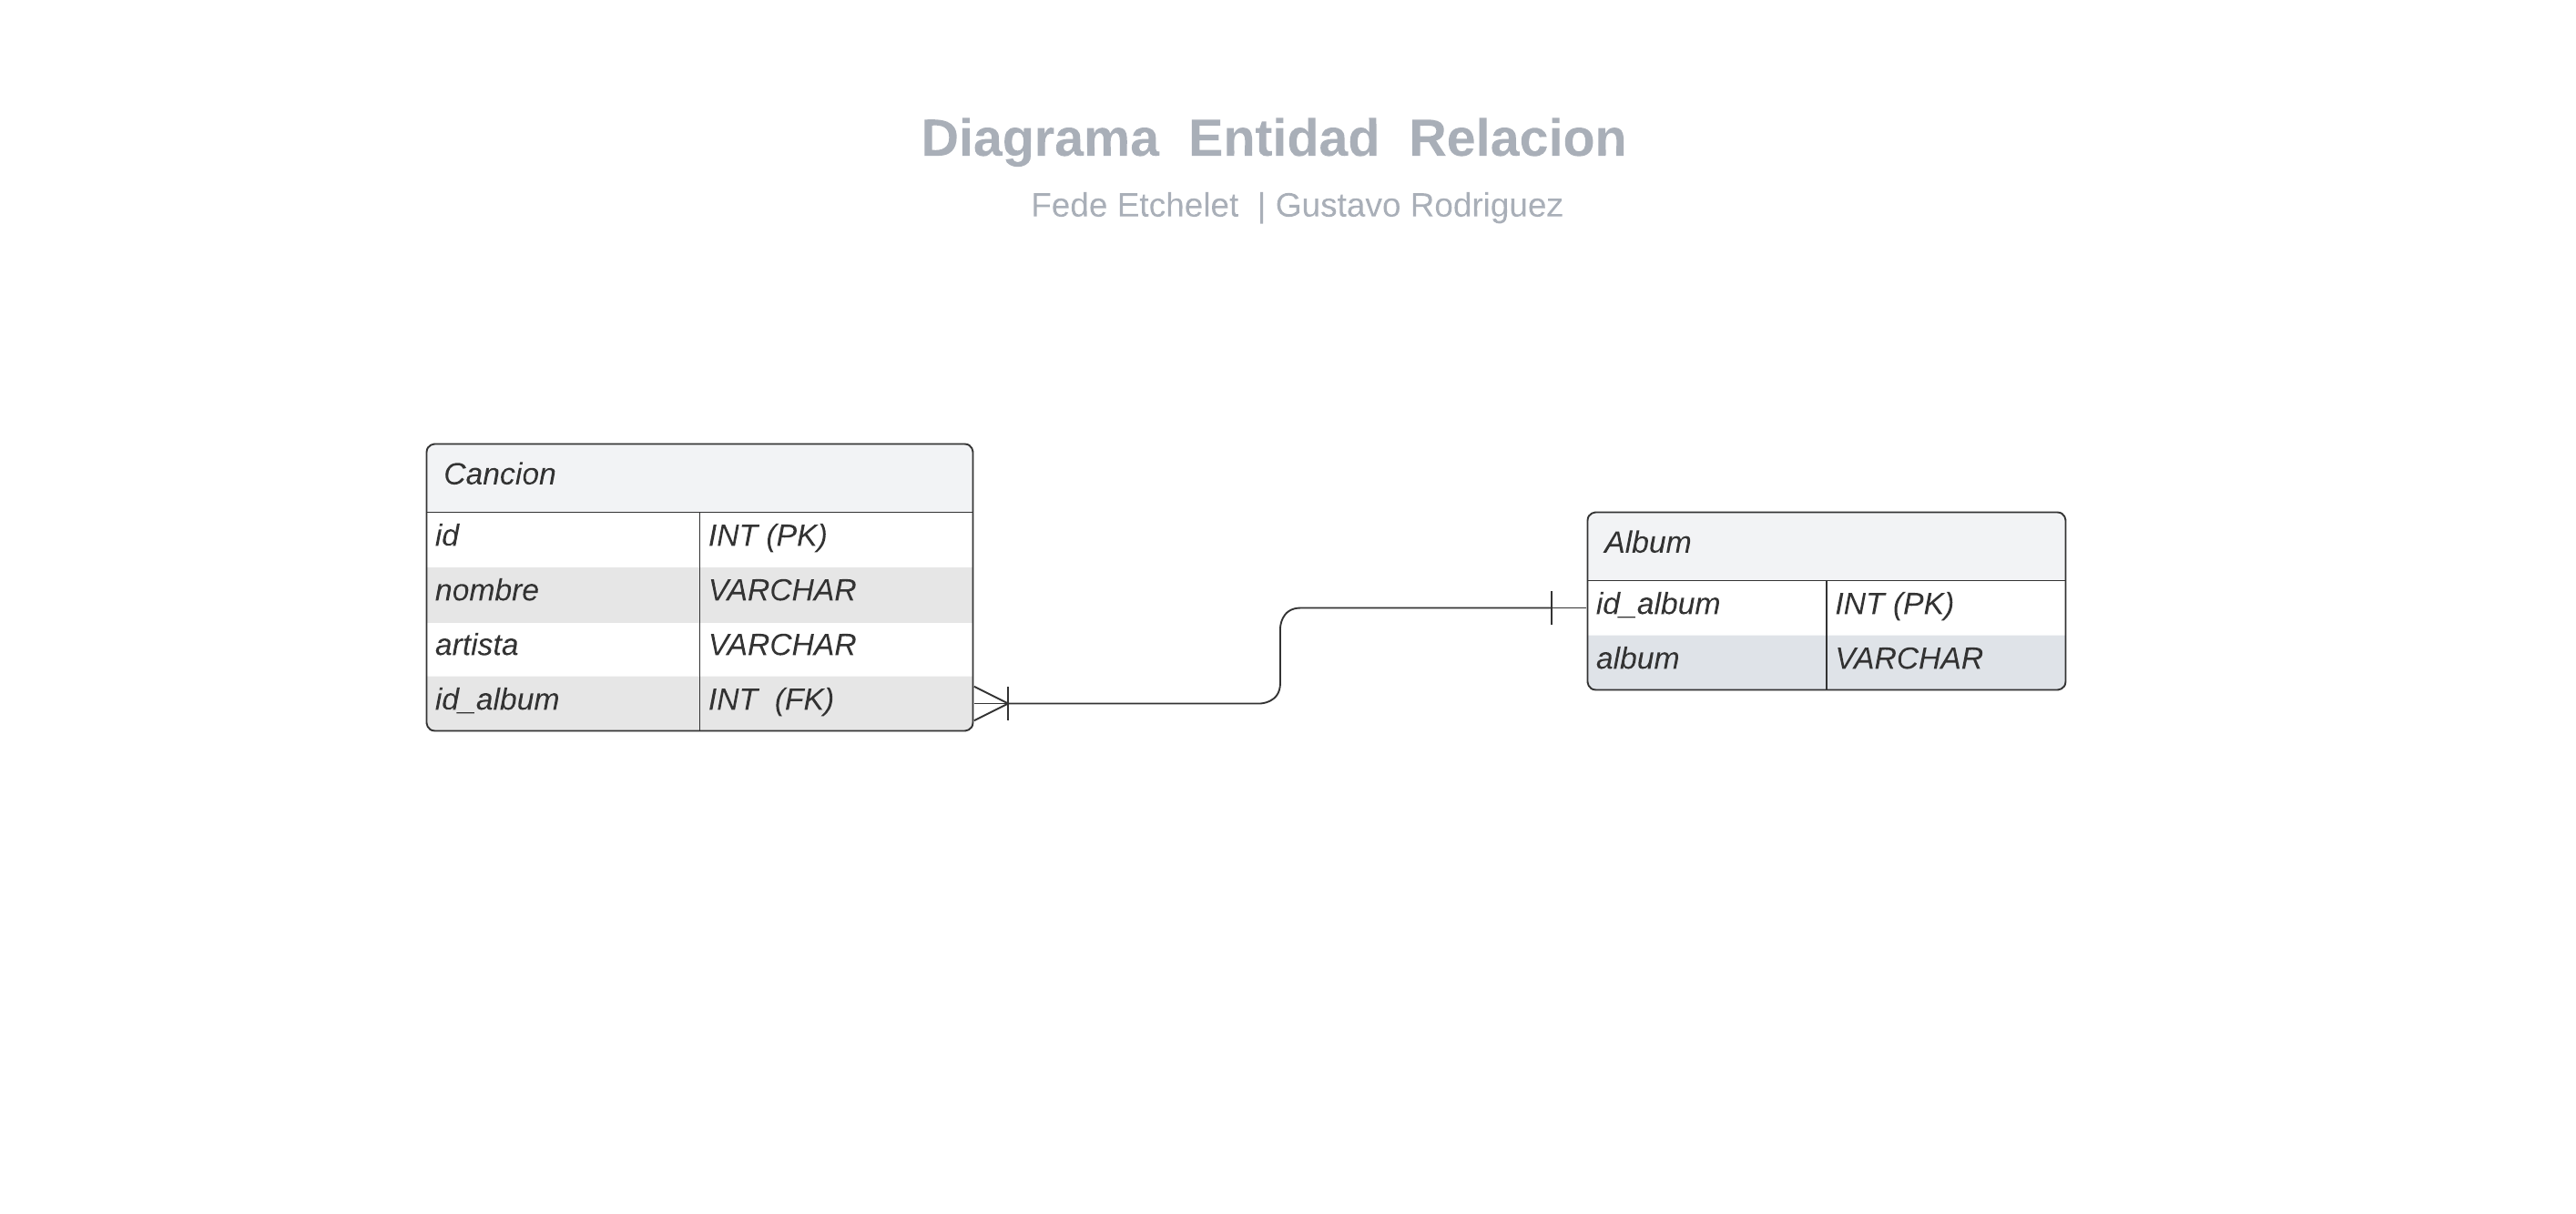 Diagrama Entidad Relacion
Fede Etchelet | Gustavo Rodriguez
Cancion
id INT (PK)
nombre VARCHAR
artista VARCHAR
id_album INT (FK)
Album
id_album INT (PK)
album VARCHAR